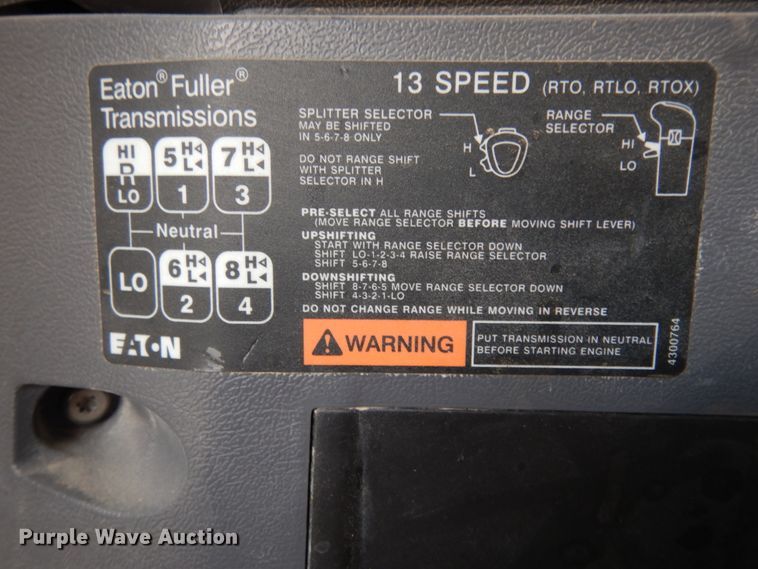 Eaton® Fuller®
Transmissions
13 SPEED (RTO, RTLO, RTOX)
HI
R
LO
5 H
L
1
7 H
L
3
Neutral
LO
6 H
L
2
8 H
L
4
EATON
SPLITTER SELECTOR
MAY BE SHIFTED
IN 5-6-7-8 ONLY
DO NOT RANGE SHIFT
WITH SPLITTER
SELECTOR IN H
H
L
RANGE
SELECTOR
HI
LO
PRE-SELECT ALL RANGE SHIFTS
(MOVE RANGE SELECTOR BEFORE MOVING SHIFT LEVER)
UPSHIFTING
START WITH RANGE SELECTOR DOWN
SHIFT LO-1-2-3-4 RAISE RANGE SELECTOR
SHIFT 5-6-7-8
DOWNSHIFTING
SHIFT 8-7-6-5 MOVE RANGE SELECTOR DOWN
SHIFT 4-3-2-1-LO
DO NOT CHANGE RANGE WHILE MOVING IN REVERSE
WARNING
PUT TRANSMISSION IN NEUTRAL
BEFORE STARTING ENGINE
4300764
Purple Wave Auction